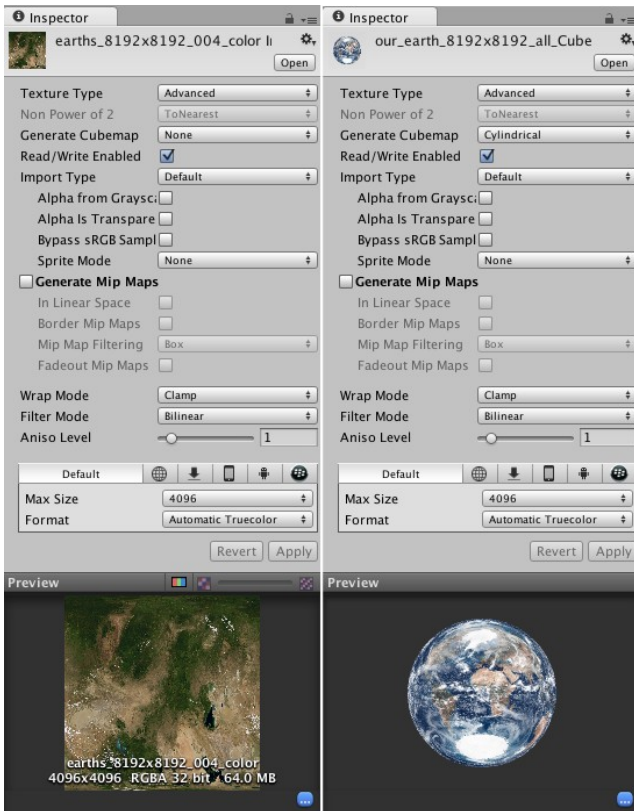 Inspector
earths_8192x8192_004_color I
Open
Texture Type Advanced
Non Power of 2 ToNearest
Generate Cubemap None
Read/Write Enabled
Import Type Default
Alpha from Graysc
Alpha Is Transpare
Bypass sRGB Sampl
Sprite Mode None
Generate Mip Maps
In Linear Space
Border Mip Maps
Mip Map Filtering Box
Fadeout Mip Maps
Wrap Mode Clamp
Filter Mode Bilinear
Aniso Level 1
Default
Max Size 4096
Format Automatic Truecolor
Revert Apply
Preview
earths_8192x8192_004_color
4096x4096 RGBA 32 bit 64.0 MB
Inspector
our_earth_8192x8192_all_Cube
Open
Texture Type Advanced
Non Power of 2 ToNearest
Generate Cubemap Cylindrical
Read/Write Enabled
Import Type Default
Alpha from Graysc
Alpha Is Transpare
Bypass sRGB Sampl
Sprite Mode None
Generate Mip Maps
In Linear Space
Border Mip Maps
Mip Map Filtering Box
Fadeout Mip Maps
Wrap Mode Clamp
Filter Mode Bilinear
Aniso Level 1
Default
Max Size 4096
Format Automatic Truecolor
Revert Apply
Preview